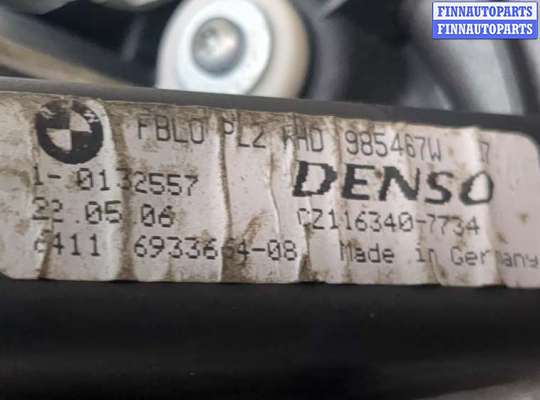 FINNAUTOPARTS
FINNAUTOPARTS
FBLO PL2 RHD 985467W 17
1-0132557 DENSO
22.05.06 CZ116340-7734
6411 6933664-08 Made in Germany